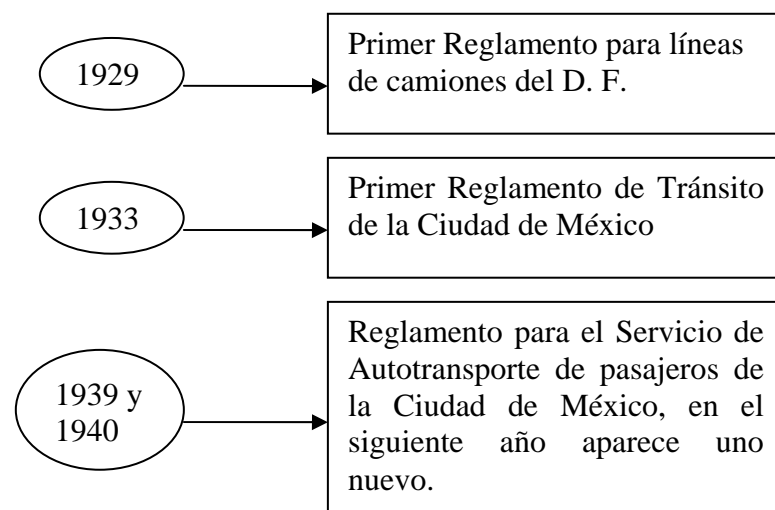 1929
Primer Reglamento para líneas
de camiones del D. F.
1933
Primer Reglamento de Tránsito
de la Ciudad de México
1939 y
1940
Reglamento para el Servicio de
Autotransporte de pasajeros de
la Ciudad de México, en el
siguiente año aparece uno
nuevo.